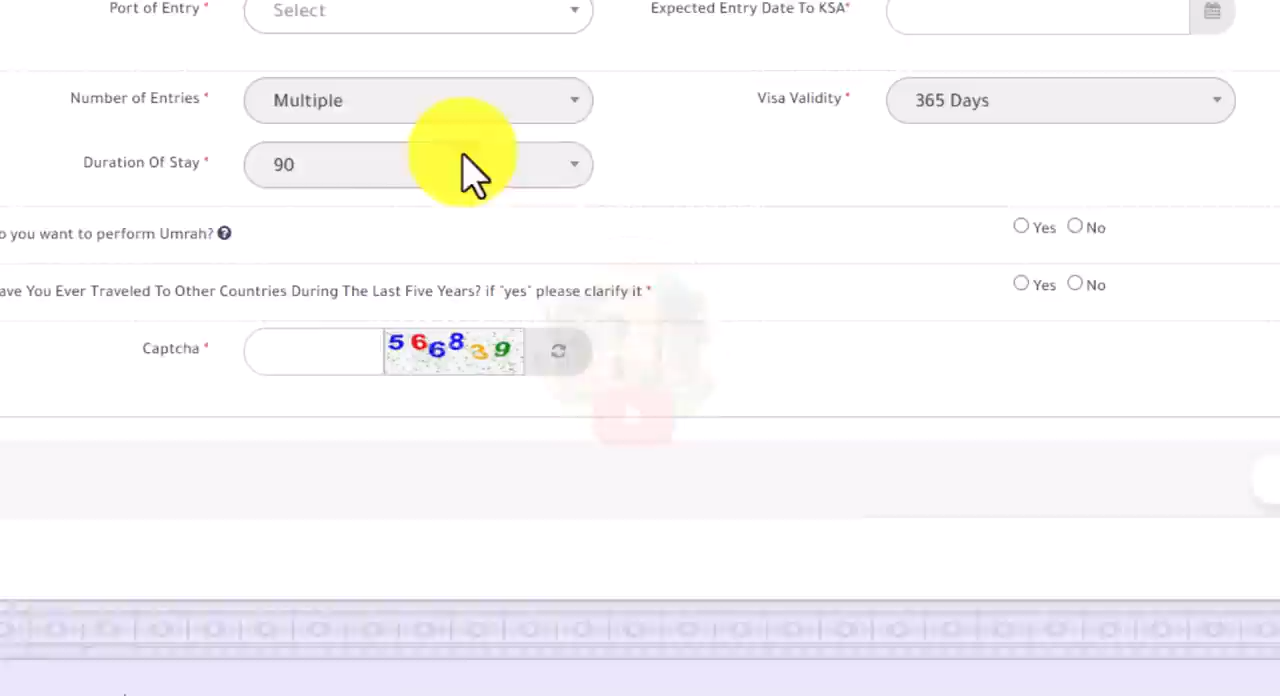 Port of Entry *
Select
Expected Entry Date To KSA*
Number of Entries *
Multiple
Visa Validity *
365 Days
Duration Of Stay *
90
o you want to perform Umrah?
Yes No
ave You Ever Traveled To Other Countries During The Last Five Years? if "yes" please clarify it *
Yes No
Captcha *
566839